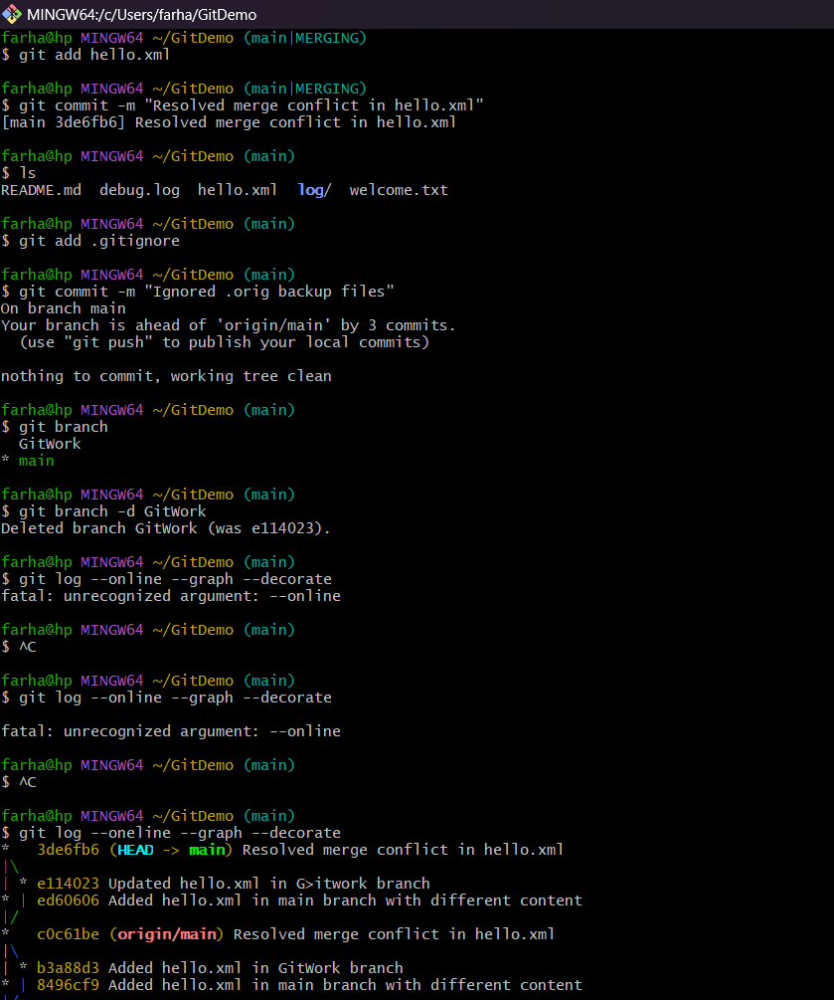 MINGW64:/c/Users/farha/GitDemo
farha@hp MINGW64 ~/GitDemo (main|MERGING)
$ git add hello.xml
farha@hp MINGW64 ~/GitDemo (main|MERGING)
$ git commit -m "Resolved merge conflict in hello.xml"
[main 3de6fb6] Resolved merge conflict in hello.xml
farha@hp MINGW64 ~/GitDemo (main)
$ ls
README.md  debug.log  hello.xml  log/  welcome.txt
farha@hp MINGW64 ~/GitDemo (main)
$ git add .gitignore
farha@hp MINGW64 ~/GitDemo (main)
$ git commit -m "Ignored .orig backup files"
On branch main
Your branch is ahead of 'origin/main' by 3 commits.
  (use "git push" to publish your local commits)
nothing to commit, working tree clean
farha@hp MINGW64 ~/GitDemo (main)
$ git branch
  GitWork
* main
farha@hp MINGW64 ~/GitDemo (main)
$ git branch -d GitWork
Deleted branch GitWork (was e114023).
farha@hp MINGW64 ~/GitDemo (main)
$ git log --online --graph --decorate
fatal: unrecognized argument: --online
farha@hp MINGW64 ~/GitDemo (main)
$ ^C
farha@hp MINGW64 ~/GitDemo (main)
$ git log --online --graph --decorate
fatal: unrecognized argument: --online
farha@hp MINGW64 ~/GitDemo (main)
$ ^C
farha@hp MINGW64 ~/GitDemo (main)
$ git log --oneline --graph --decorate
*   3de6fb6 (HEAD -> main) Resolved merge conflict in hello.xml
|\
| * e114023 Updated hello.xml in G>itwork branch
* | ed60606 Added hello.xml in main branch with different content
|/
*   c0c61be (origin/main) Resolved merge conflict in hello.xml
|\
| * b3a88d3 Added hello.xml in GitWork branch
* | 8496cf9 Added hello.xml in main branch with different content
|/